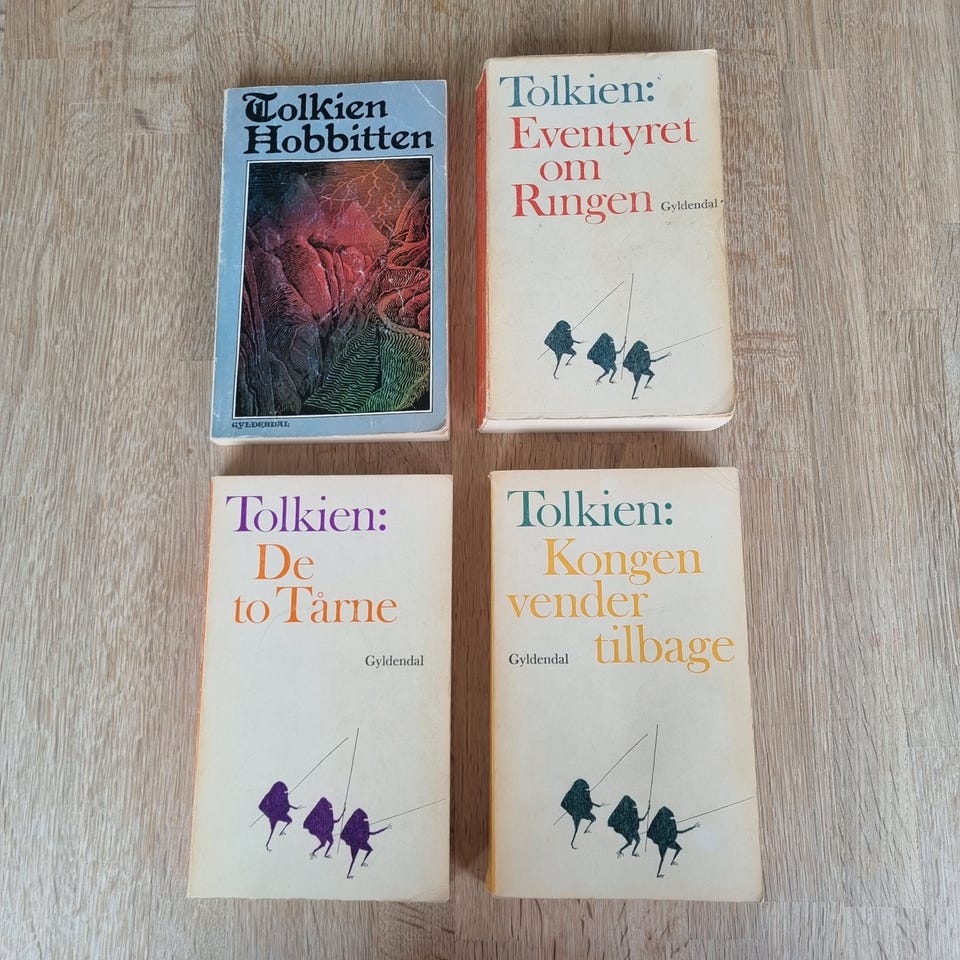 Tolkien
Hobbitten
GYLDENDAL
Tolkien:
Eventyret
om
Ringen
Gyldendal
Tolkien:
De
to Tårne
Gyldendal
Tolkien:
Kongen
vender
tilbage
Gyldendal